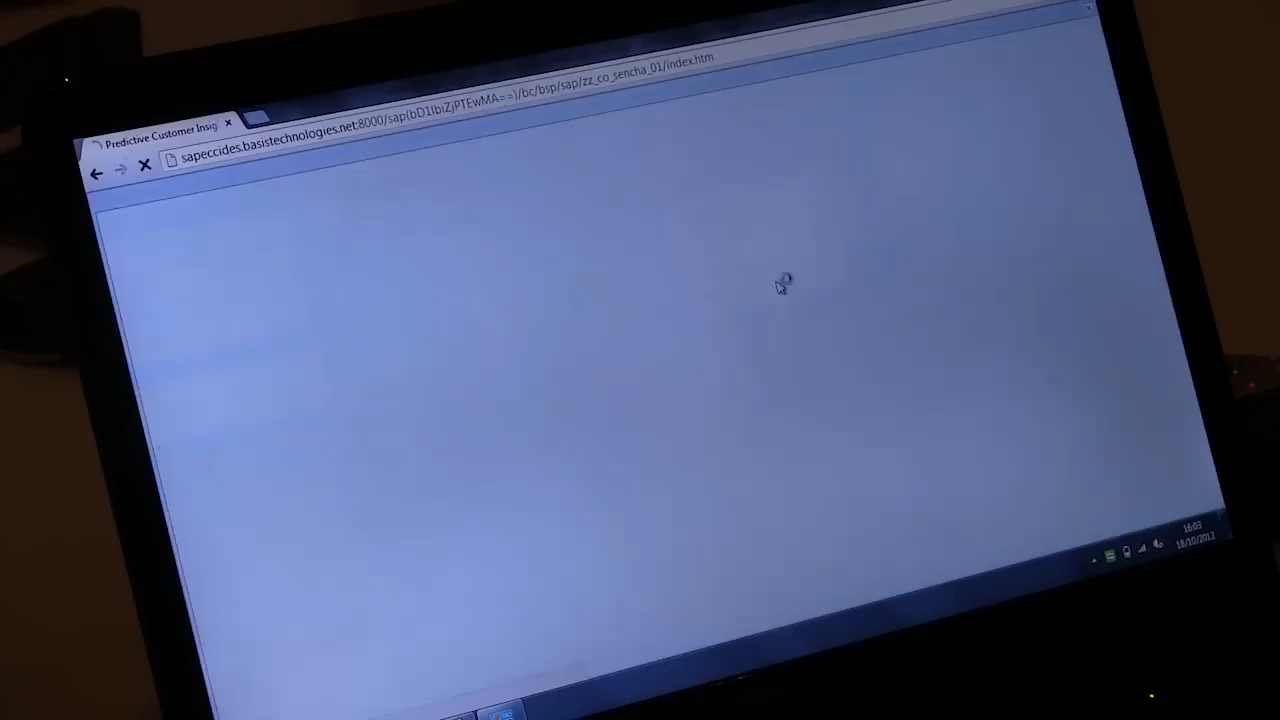 Predictive Customer Insig
sapeccides.basistechnologies.net:8000/sap(bD1lbiZjPTEwMA==)/bc/bsp/sap/zz_co_sencha_01/index.htm
16:03
18/10/2012